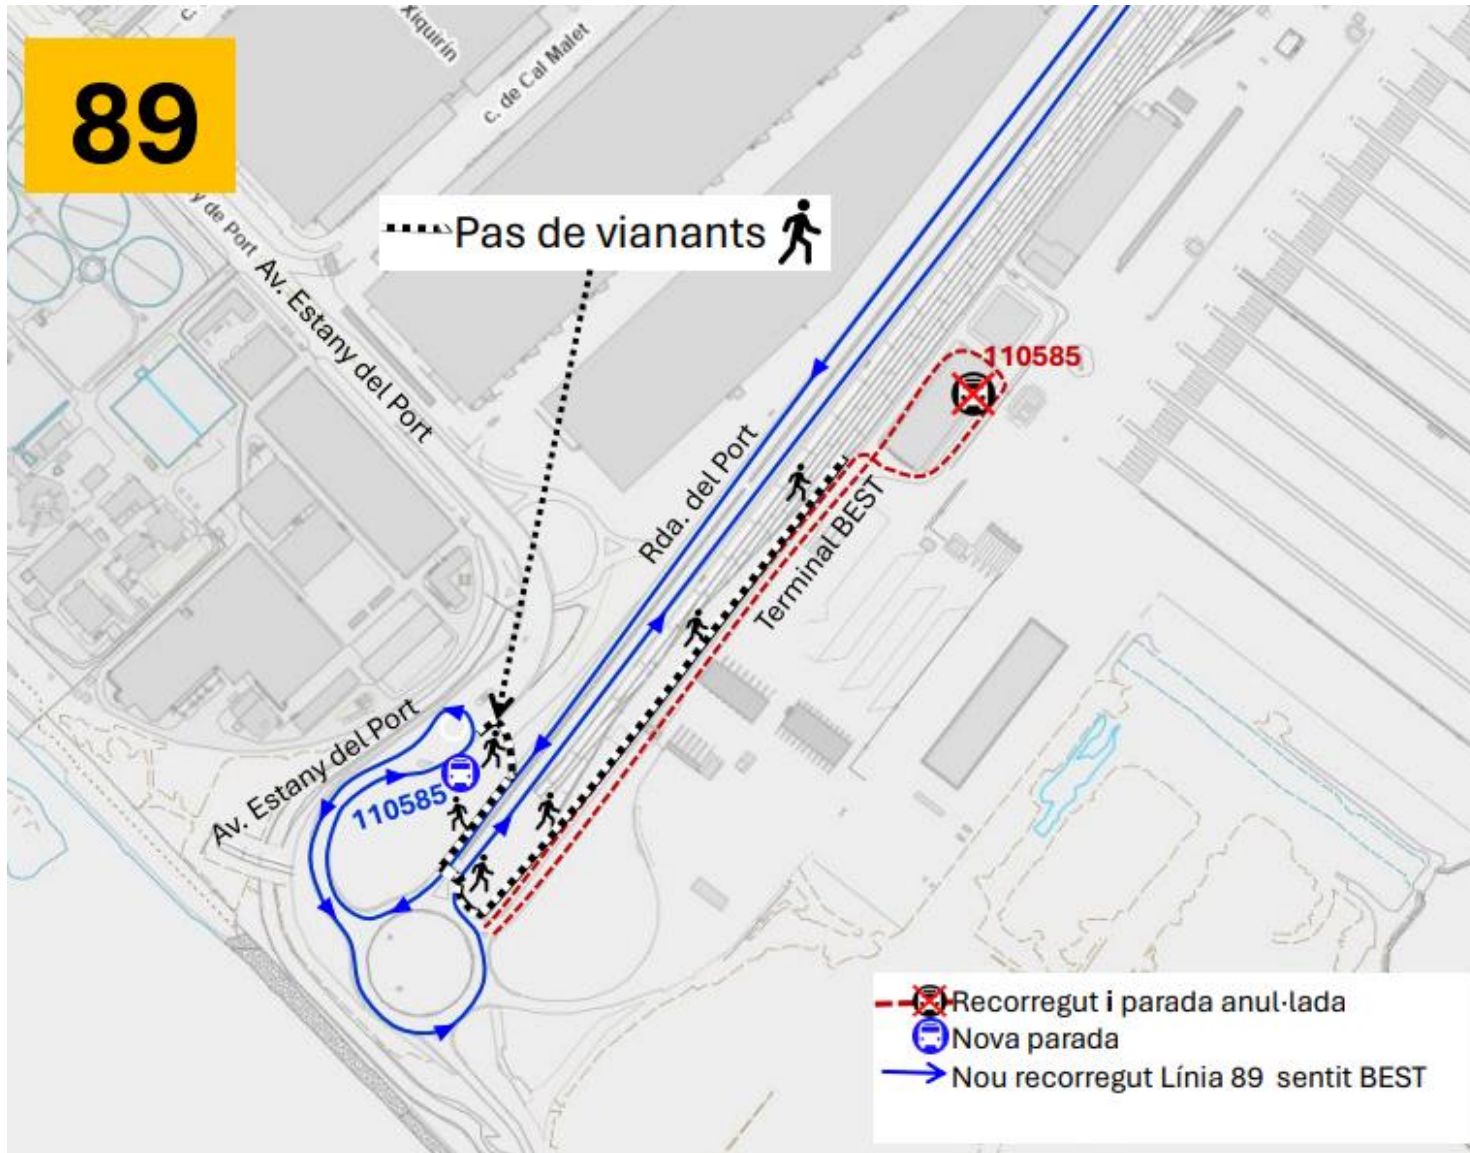 c. de Cal Malet
Xiquirín
89
y de Port
Pas de vianants
Av. Estany del Port
110585
Rda. del Port
Terminal BEST
Av. Estany del Port
110585
Recorregut i parada anul·lada
Nova parada
Nou recorregut Línia 89 sentit BEST